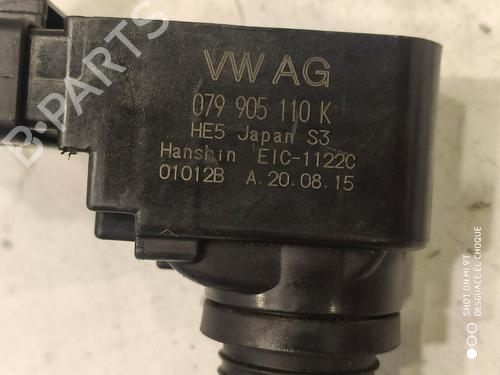 VW AG
079 905 110 K
HE5 Japan S3
Hanshin EIC-1122C
01012B A 20.08.15
B-PARTS
SHOT ON MI 9T
DESGUACE EL CHOQUE